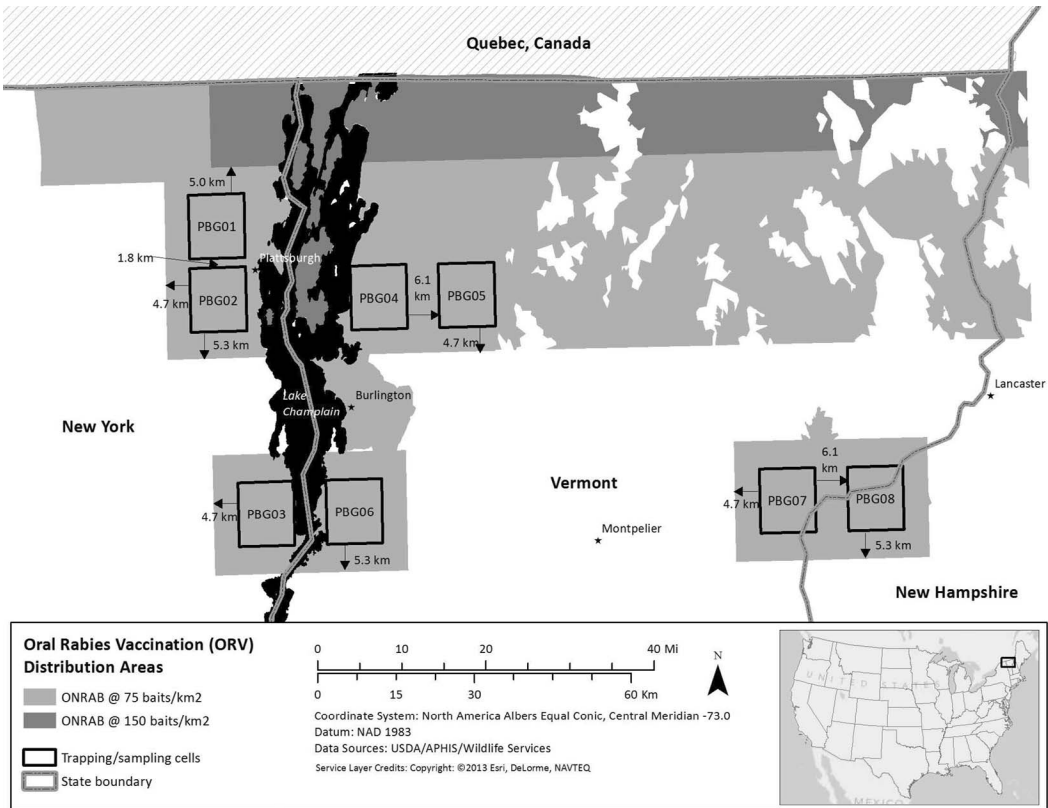 Quebec, Canada
5.0 km
PBG01
1.8 km
Plattsburgh
PBG02
4.7 km
5.3 km
PBG04
6.1
km
PBG05
4.7 km
Lake
Champlain
Burlington
Lancaster
New York
Vermont
6.1
km
PBG03
4.7 km
PBG06
5.3 km
Montpelier
PBG07
4.7 km
PBG08
5.3 km
New Hampshire
Oral Rabies Vaccination (ORV)
Distribution Areas
ONRAB @ 75 baits/km2
ONRAB @ 150 baits/km2
Trapping/sampling cells
State boundary
0 10 20 40 Mi
0 15 30 60 Km
N
Coordinate System: North America Albers Equal Conic, Central Meridian -73.0
Datum: NAD 1983
Data Sources: USDA/APHIS/Wildlife Services
Service Layer Credits: Copyright: ©2013 Esri, DeLorme, NAVTEQ
UNITED STATES
MEXICO